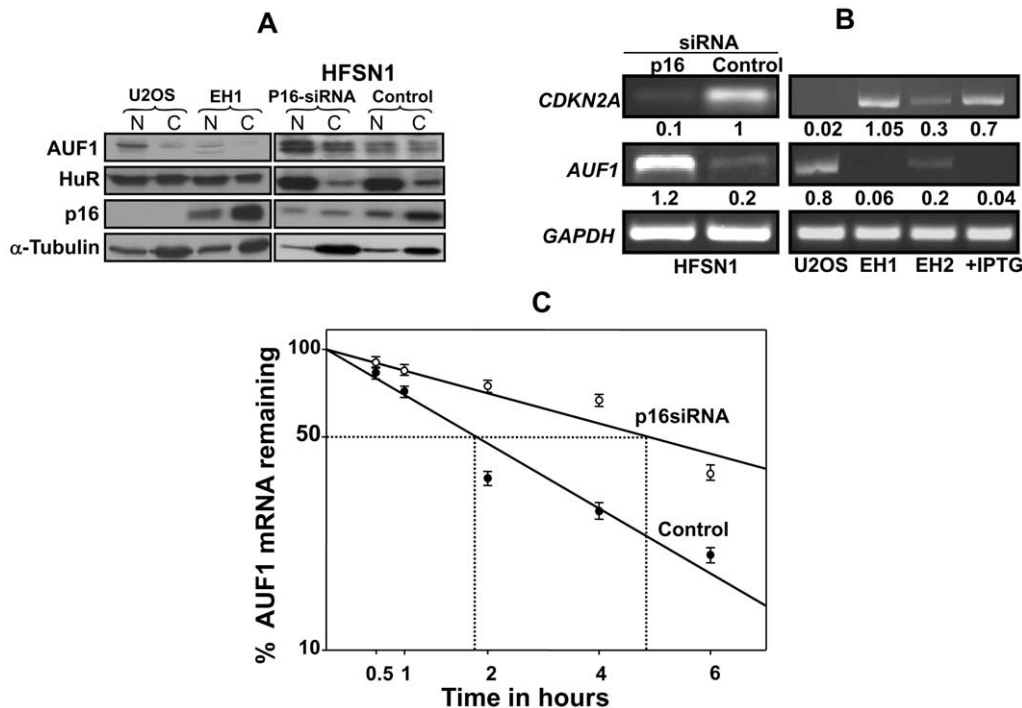 A
HFSN1
U2OS EH1 P16-siRNA Control
N C N C N C N C
AUF1
HuR
p16
α-Tubulin
B
siRNA
p16 Control
CDKN2A
0.1 1 0.02 1.05 0.3 0.7
AUF1
1.2 0.2 0.8 0.06 0.2 0.04
GAPDH
HFSN1 U2OS EH1 EH2 +IPTG
C
% AUF1 mRNA remaining
100
50
10
p16siRNA
Control
0.5 1 2 4 6
Time in hours